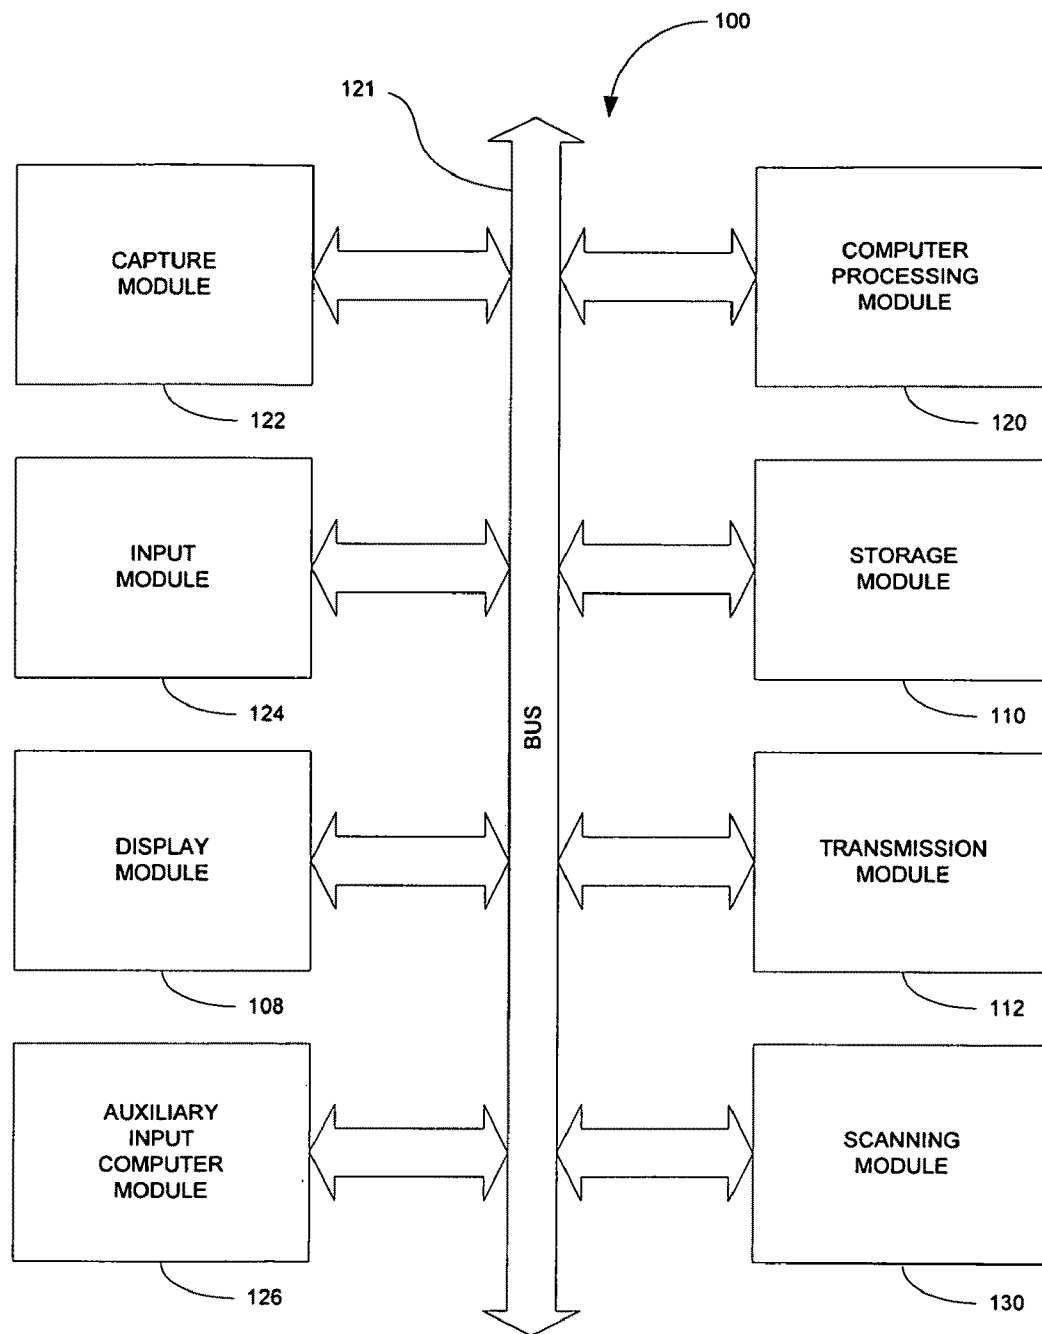 100
121
CAPTURE
MODULE
122
COMPUTER
PROCESSING
MODULE
120
INPUT
MODULE
124
STORAGE
MODULE
110
BUS
DISPLAY
MODULE
108
TRANSMISSION
MODULE
112
AUXILIARY
INPUT
COMPUTER
MODULE
126
SCANNING
MODULE
130